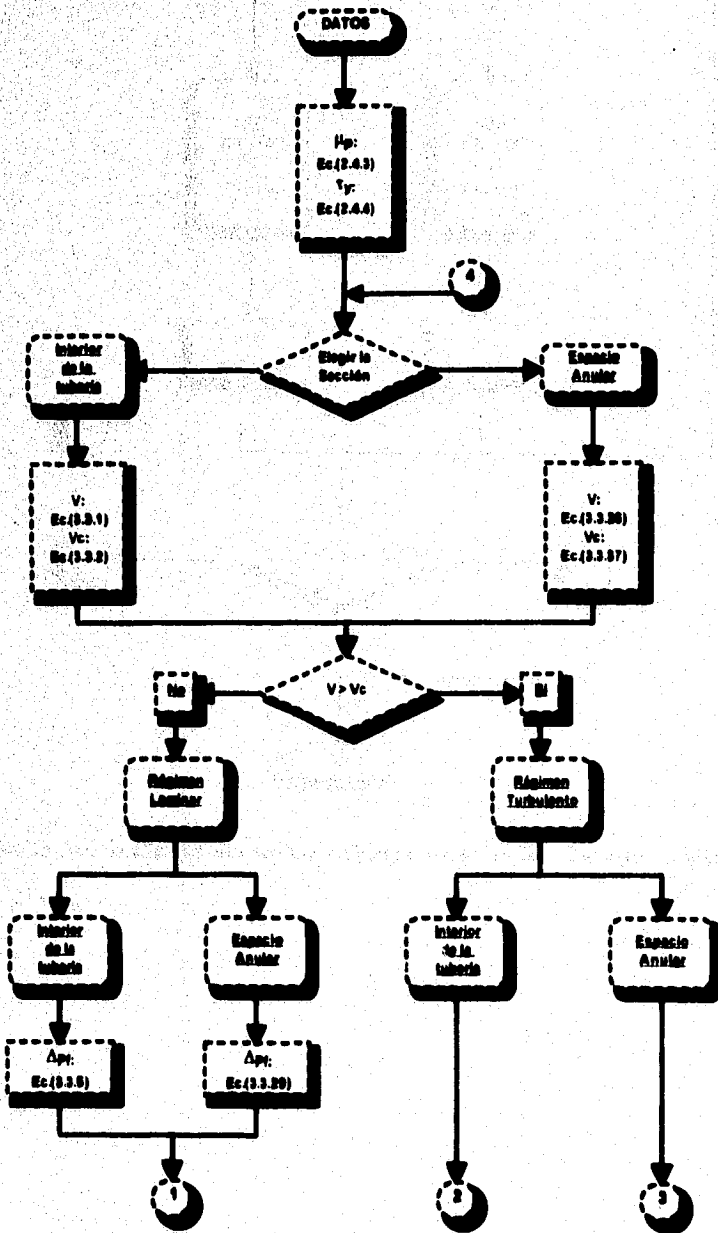 DATOS
μp:
Ec.(2.4.3)
τy:
Ec.(2.4.4)
4
Elegir la
Sección
Interior
de la
tubería
Espacio
Anular
V:
Ec.(3.3.1)
Vc:
Ec.(3.3.2)
V:
Ec.(3.3.26)
Vc:
Ec.(3.3.27)
V > Vc
No
Si
Régimen
Laminar
Régimen
Turbulento
Interior
de la
tubería
Espacio
Anular
Interior
de la
tubería
Espacio
Anular
ΔPf:
Ec.(3.3.5)
ΔPf:
Ec.(3.3.29)
1
2
3